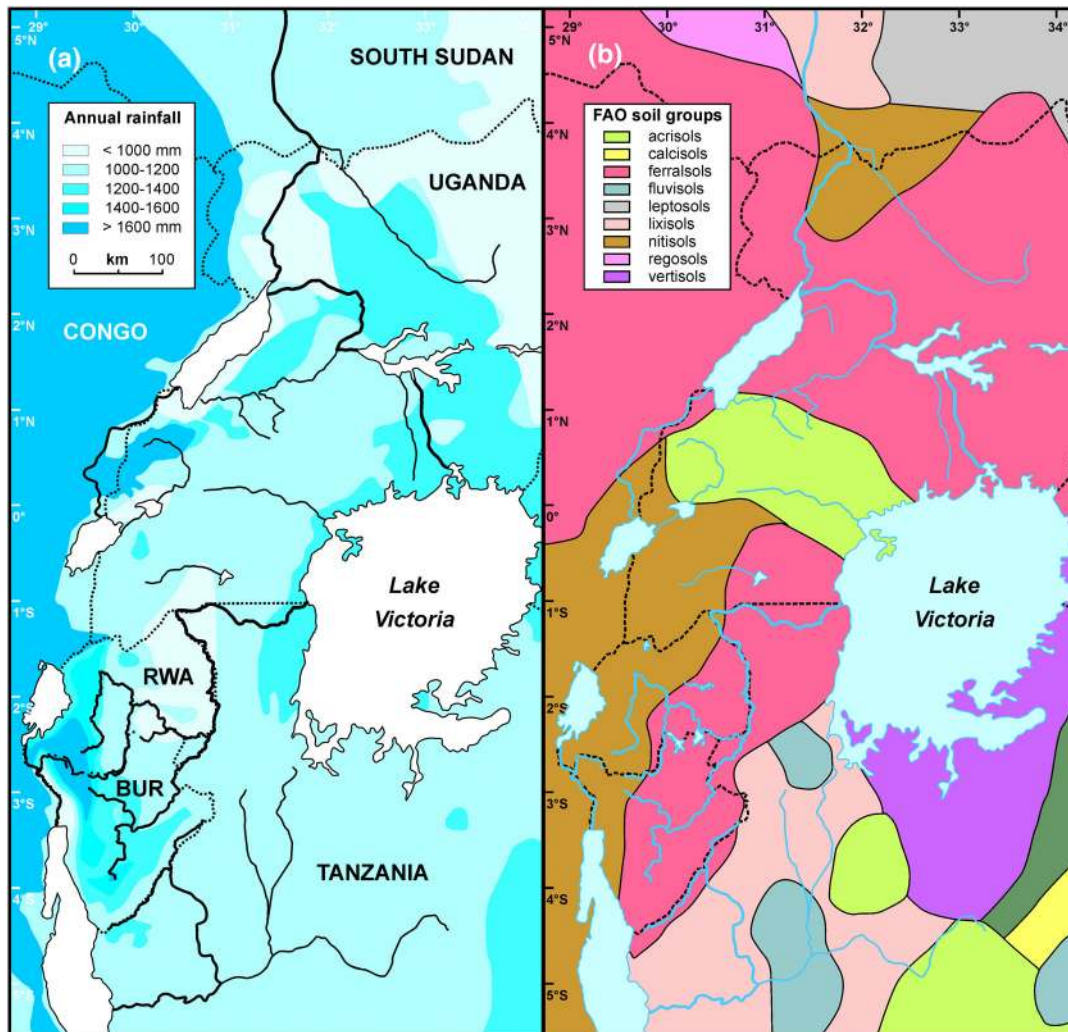 29°
30°
31°
32°
33°
5°N
(a)
SOUTH SUDAN
Annual rainfall
< 1000 mm
1000-1200
1200-1400
1400-1600
> 1600 mm
0 km 100
4°N
UGANDA
3°N
CONGO
2°N
1°N
0°
Lake
Victoria
1°S
RWA
2°S
BUR
3°S
TANZANIA
4°S
5°S
29°
30°
31°
32°
33°
34°
5°N
(b)
FAO soil groups
acrisols
calcisols
ferralsols
fluvisols
leptosols
lixisols
nitisols
regosols
vertisols
4°N
3°N
2°N
1°N
0°
Lake
Victoria
1°S
2°S
3°S
4°S
5°S